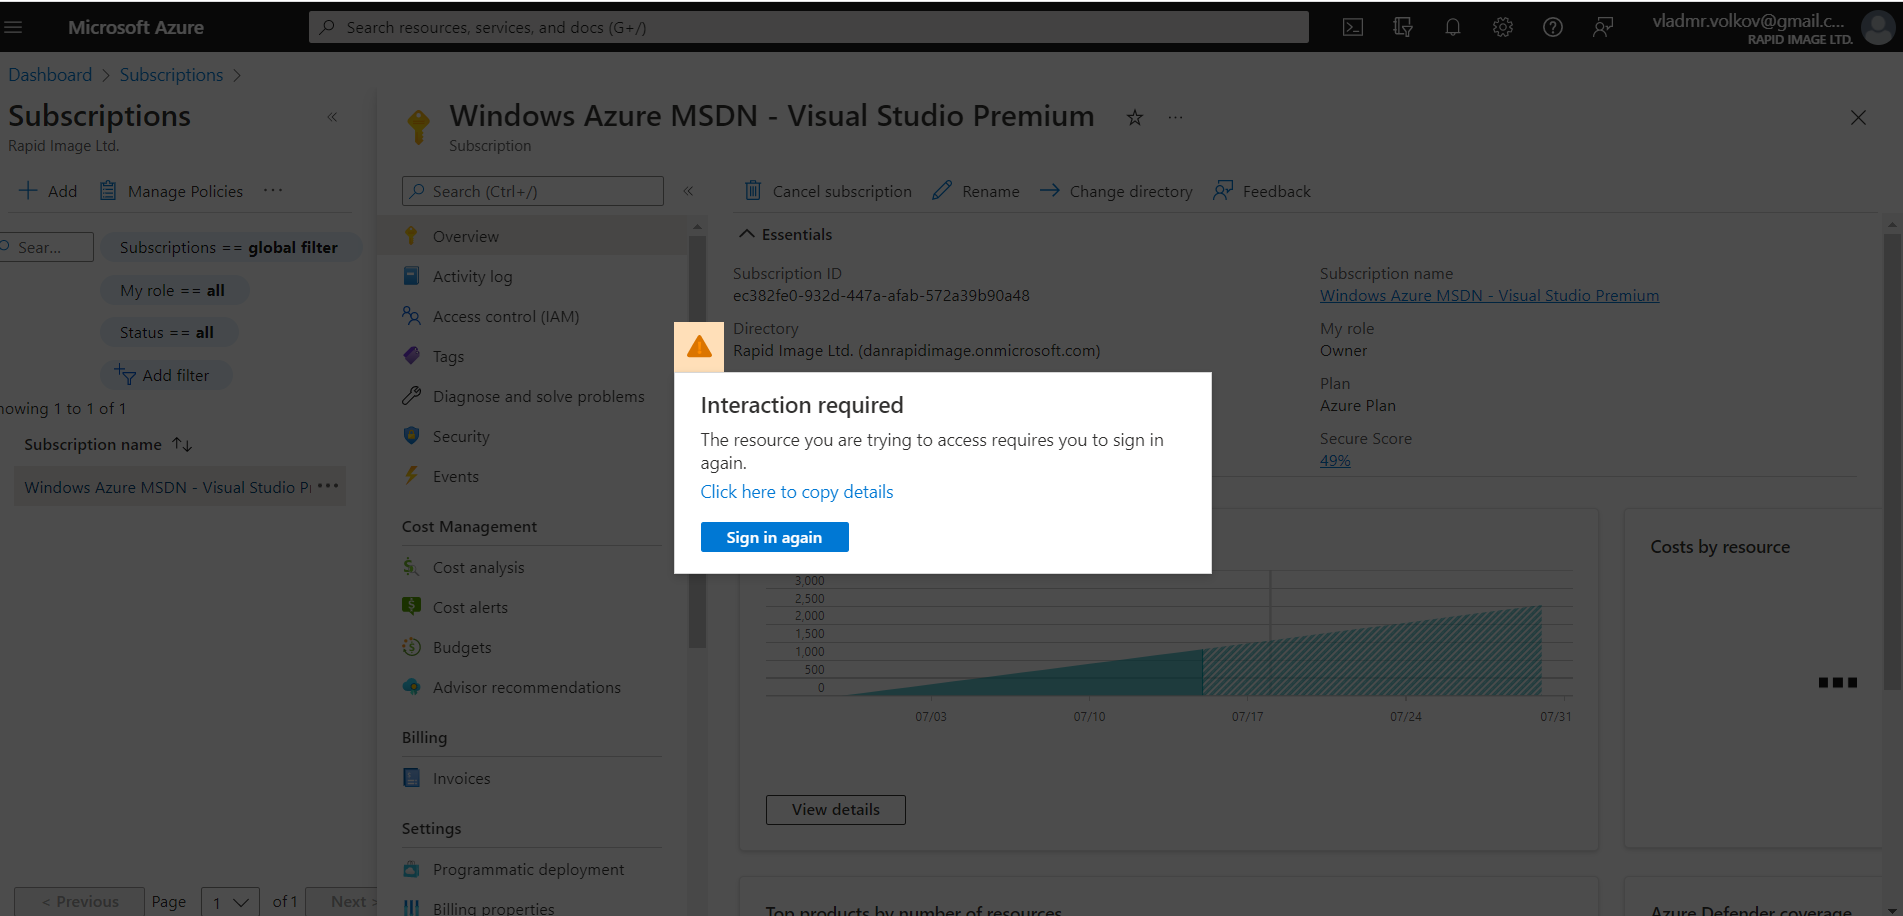 Microsoft Azure
Search resources, services, and docs (G+/)
vladmr.volkov@gmail.c...
RAPID IMAGE LTD.
Dashboard > Subscriptions >
Subscriptions
Rapid Image Ltd.
Add
Manage Policies
Sear...
Subscriptions == global filter
My role == all
Status == all
Add filter
howing 1 to 1 of 1
Subscription name
Windows Azure MSDN - Visual Studio P
< Previous
Page
1
of 1
Next >
Windows Azure MSDN - Visual Studio Premium
Subscription
Search (Ctrl+/)
Overview
Activity log
Access control (IAM)
Tags
Diagnose and solve problems
Security
Events
Cost Management
Cost analysis
Cost alerts
Budgets
Advisor recommendations
Billing
Invoices
Settings
Programmatic deployment
Billing properties
Cancel subscription
Rename
Change directory
Feedback
Essentials
Subscription ID
ec382fe0-932d-447a-afab-572a39b90a48
Directory
Rapid Image Ltd. (danrapidimage.onmicrosoft.com)
Subscription name
Windows Azure MSDN - Visual Studio Premium
My role
Owner
Plan
Azure Plan
Secure Score
49%
Interaction required
The resource you are trying to access requires you to sign in
again.
Click here to copy details
Sign in again
3,000
2,500
2,000
1,500
1,000
500
0
07/03
07/10
07/17
07/24
07/31
View details
Costs by resource
Top products by number of resources
Azure Defender coverage